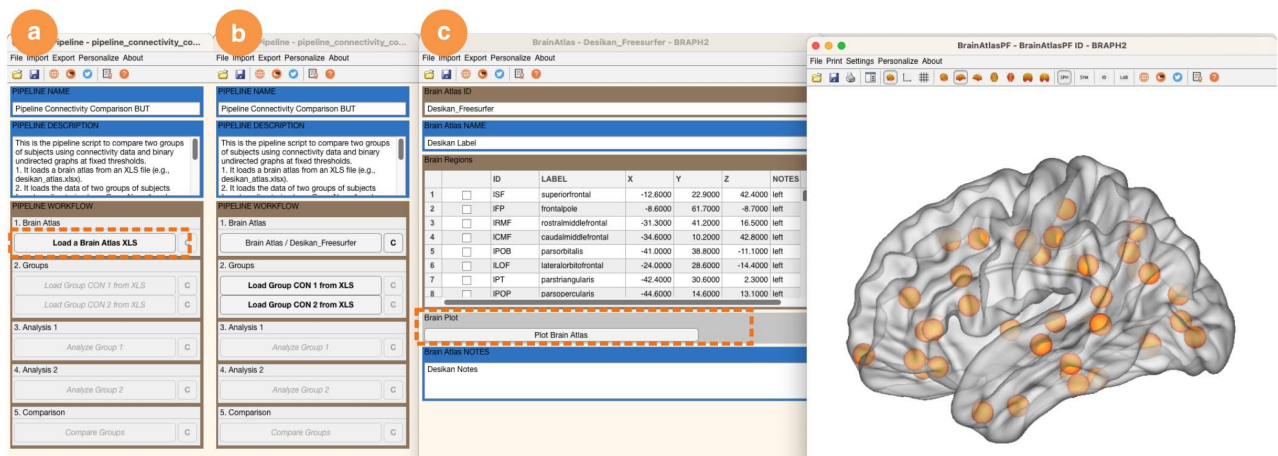 a
ipeline - pipeline_connectivity_co...
File Import Export Personalize About
PIPELINE NAME
Pipeline Connectivity Comparison BUT
PIPELINE DESCRIPTION
This is the pipeline script to compare two groups
of subjects using connectivity data and binary
undirected graphs at fixed thresholds.
1. It loads a brain atlas from an XLS file (e.g.,
desikan_atlas.xlsx).
2. It loads the data of two groups of subjects
PIPELINE WORKFLOW
1. Brain Atlas
Load a Brain Atlas XLS C
2. Groups
Load Group CON 1 from XLS C
Load Group CON 2 from XLS C
3. Analysis 1
Analyze Group 1 C
4. Analysis 2
Analyze Group 2 C
5. Comparison
Compare Groups C
b
Pipeline - pipeline_connectivity_co...
File Import Export Personalize About
PIPELINE NAME
Pipeline Connectivity Comparison BUT
PIPELINE DESCRIPTION
This is the pipeline script to compare two groups
of subjects using connectivity data and binary
undirected graphs at fixed thresholds.
1. It loads a brain atlas from an XLS file (e.g.,
desikan_atlas.xlsx).
2. It loads the data of two groups of subjects
PIPELINE WORKFLOW
1. Brain Atlas
Brain Atlas / Desikan_Freesurfer C
2. Groups
Load Group CON 1 from XLS C
Load Group CON 2 from XLS C
3. Analysis 1
Analyze Group 1 C
4. Analysis 2
Analyze Group 2 C
5. Comparison
Compare Groups C
c
BrainAtlas - Desikan_Freesurfer - BRAPH2
File Import Export Personalize About
Brain Atlas ID
Desikan_Freesurfer
Brain Atlas NAME
Desikan Label
Brain Regions
ID LABEL X Y Z NOTES
1 lSF superiorfrontal -12.6000 22.9000 42.4000 left
2 lFP frontalpole -8.6000 61.7000 -8.7000 left
3 lRMF rostralmiddlefrontal -31.3000 41.2000 16.5000 left
4 lCMF caudalmiddlefrontal -34.6000 10.2000 42.8000 left
5 lPOB parsorbitalis -41.0000 38.8000 -11.1000 left
6 lLOF lateralorbitofrontal -24.0000 28.6000 -14.4000 left
7 lPT parstriangularis -42.4000 30.6000 2.3000 left
8 lPOP parsopercularis -44.6000 14.6000 13.1000 left
Brain Plot
Plot Brain Atlas
Brain Atlas NOTES
Desikan Notes
BrainAtlasPF - BrainAtlasPF ID - BRAPH2
File Print Settings Personalize About
SPH SYM ID LAB